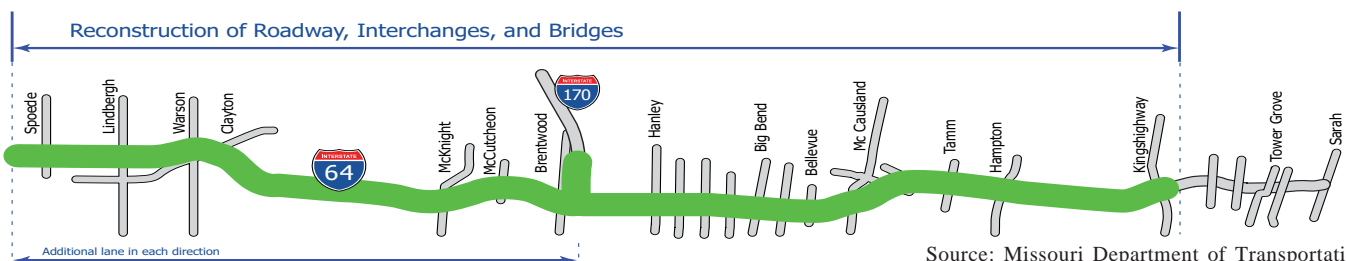 Reconstruction of Roadway, Interchanges, and Bridges
Spoede
Lindbergh
Warson
Clayton
INTERSTATE
64
McKnight
McCutcheon
Brentwood
INTERSTATE
170
Hanley
Big Bend
Bellevue
Mc Causland
Tamm
Hampton
Kingshighway
Tower Grove
Sarah
Additional lane in each direction
Source: Missouri Department of Transportati